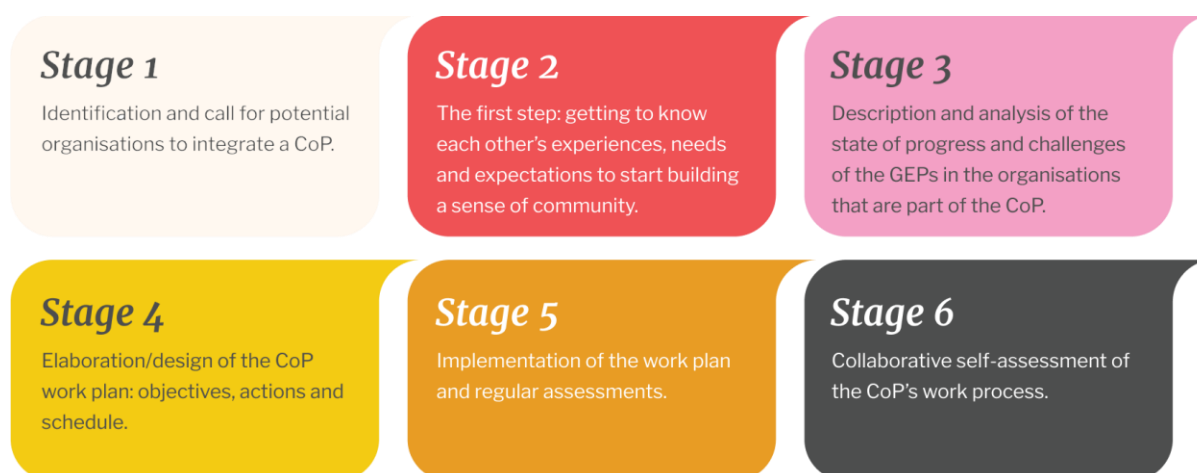 Stage 1
Identification and call for potential
organisations to integrate a CoP.
Stage 2
The first step: getting to know
each other’s experiences, needs
and expectations to start building
a sense of community.
Stage 3
Description and analysis of the
state of progress and challenges
of the GEPs in the organisations
that are part of the CoP.
Stage 4
Elaboration/design of the CoP
work plan: objectives, actions and
schedule.
Stage 5
Implementation of the work plan
and regular assessments.
Stage 6
Collaborative self-assessment of
the CoP’s work process.